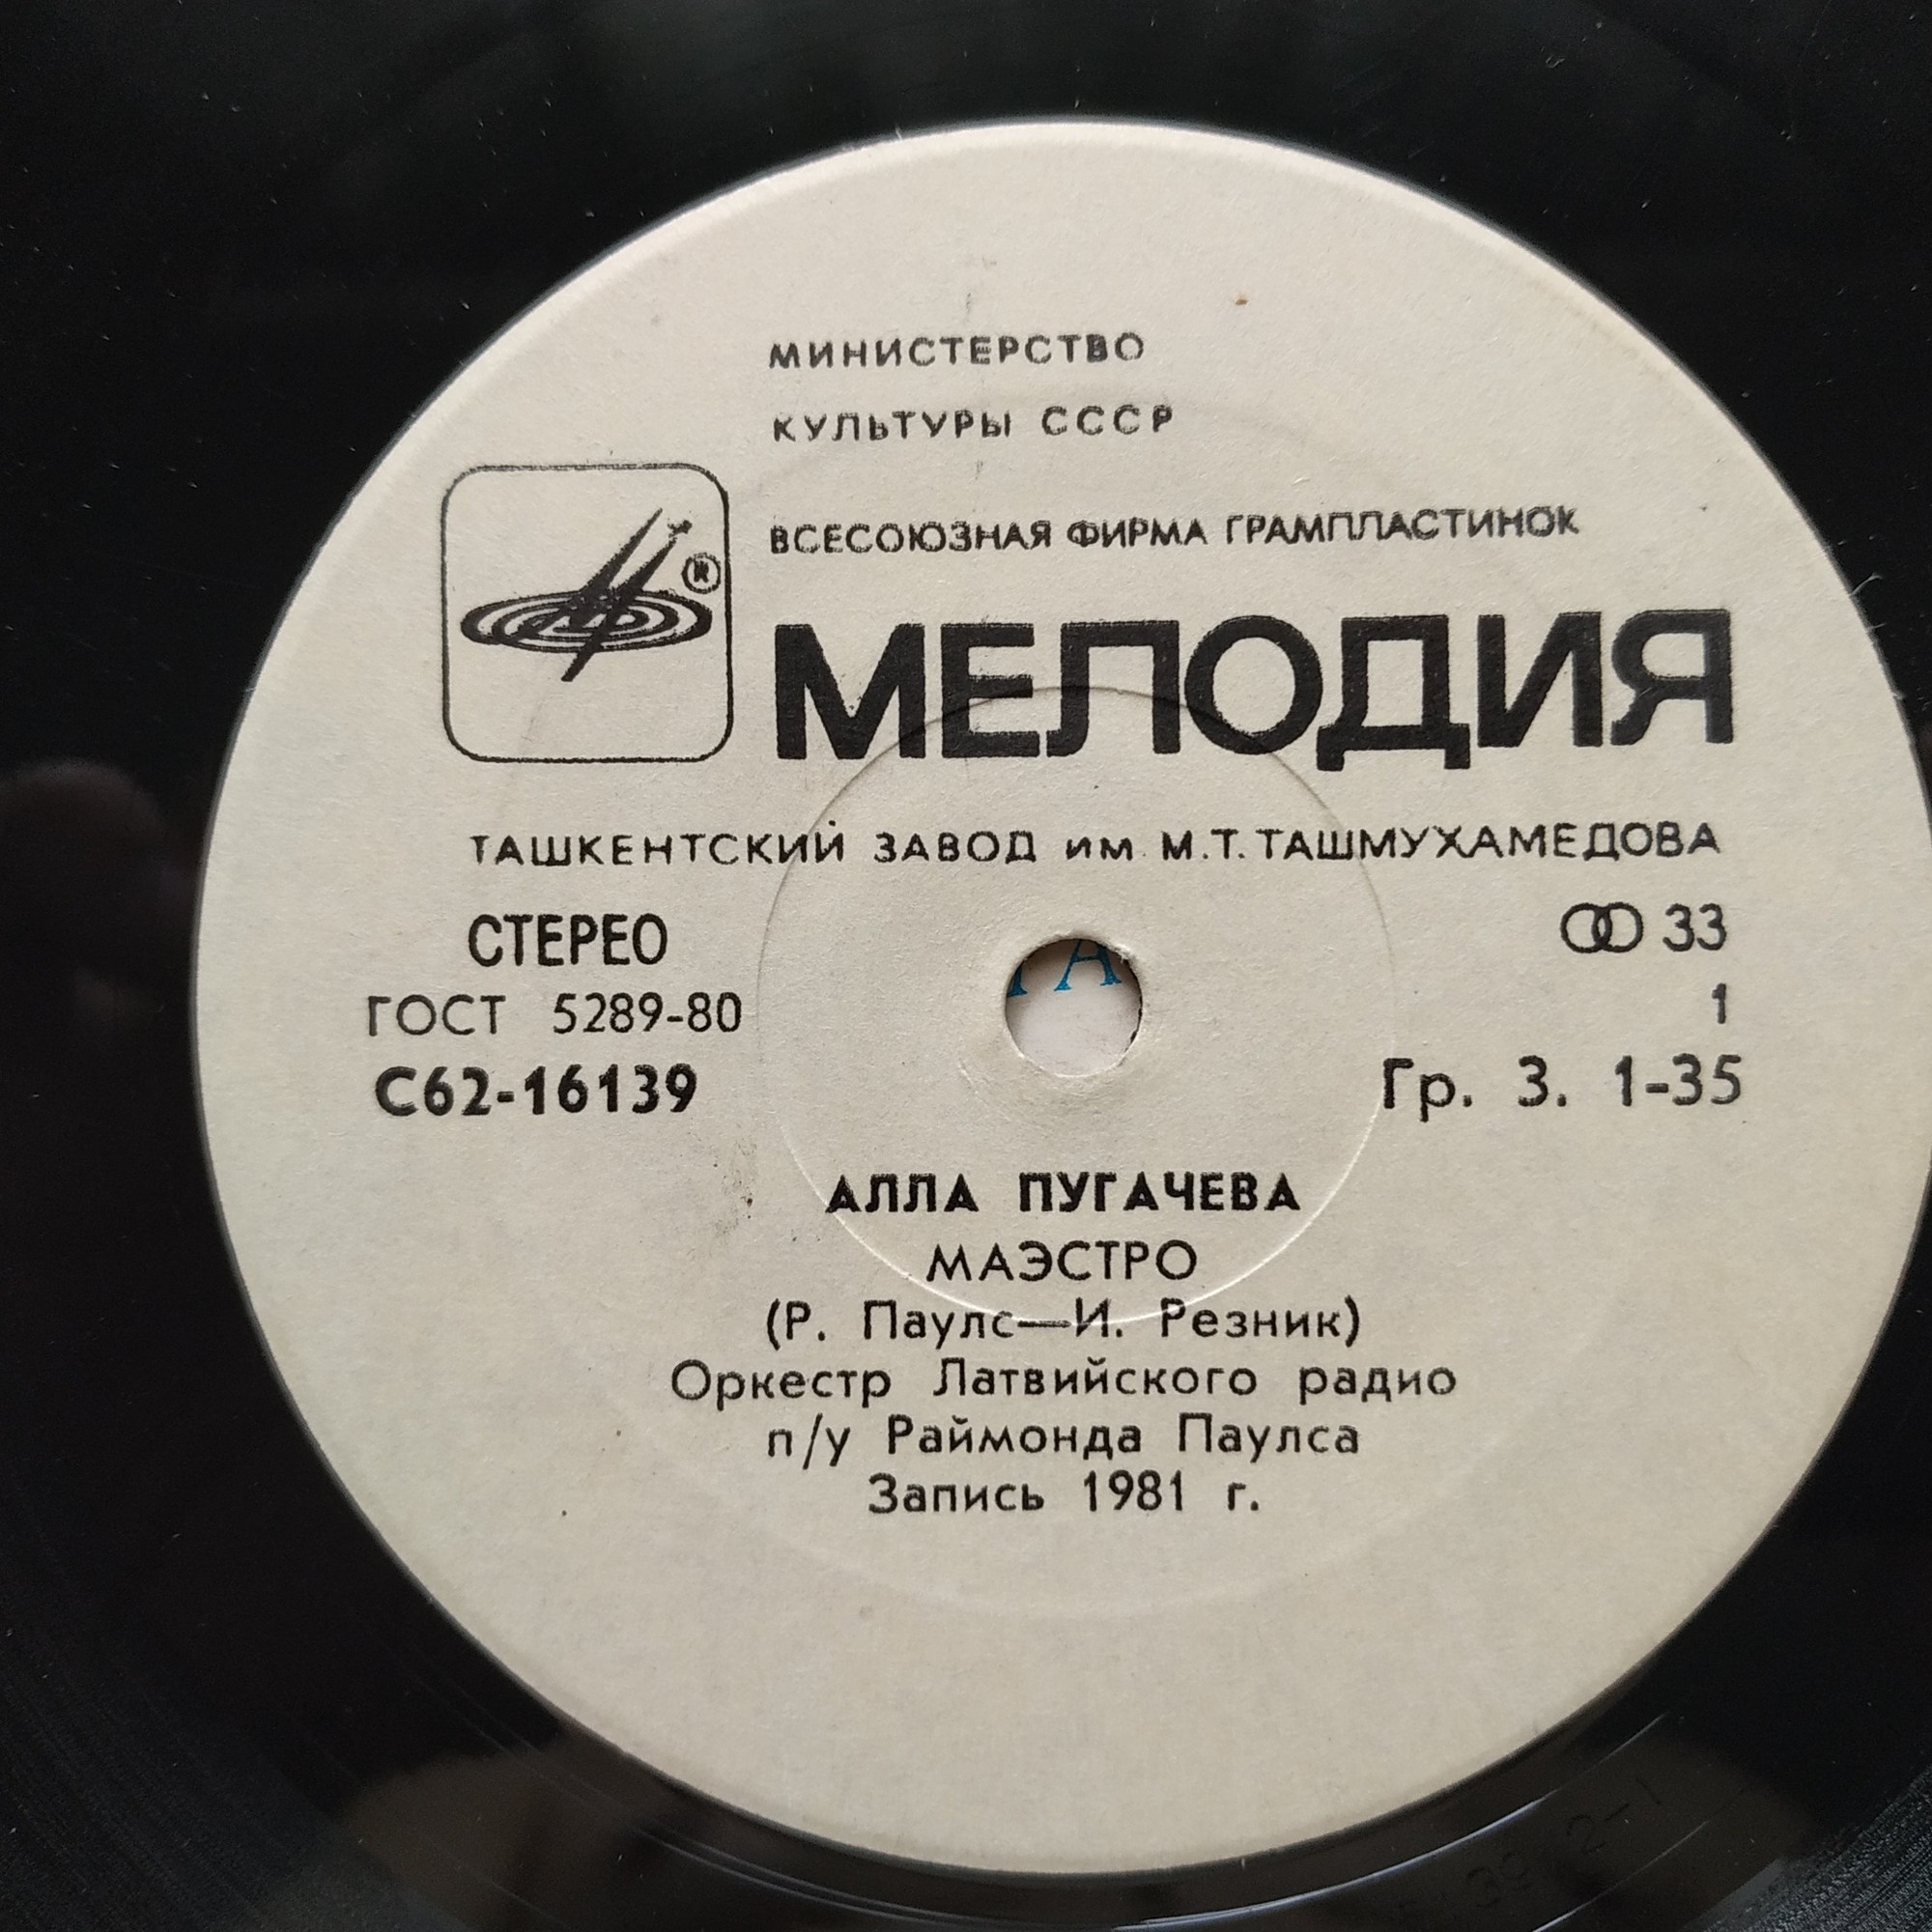 МИНИСТЕРСТВО
КУЛЬТУРЫ СССР
ВСЕСОЮЗНАЯ ФИРМА ГРАМПЛАСТИНОК
®
МЕЛОДИЯ
ТАШКЕНТСКИЙ ЗАВОД им. М.Т. ТАШМУХАМЕДОВА
СТЕРЕО
33
ГОСТ 5289-80
1
С62-16139
Гр. 3. 1-35
АЛЛА ПУГАЧЕВА
МАЭСТРО
(Р. Паулс—И. Резник)
Оркестр Латвийского радио
п/у Раймонда Паулса
Запись 1981 г.